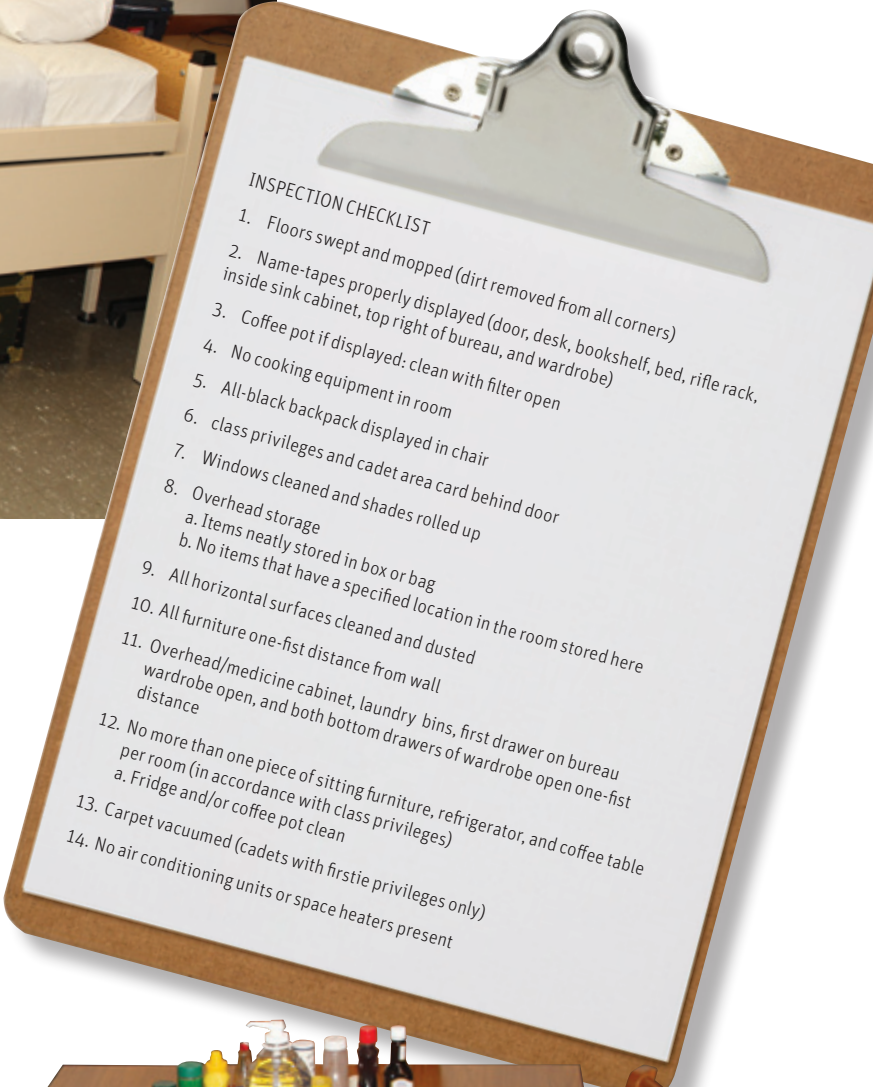 INSPECTION CHECKLIST
1. Floors swept and mopped (dirt removed from all corners)
2. Name-tapes properly displayed (door, desk, bookshelf, bed, rifle rack,
inside sink cabinet, top right of bureau, and wardrobe)
3. Coffee pot if displayed: clean with filter open
4. No cooking equipment in room
5. All-black backpack displayed in chair
6. class privileges and cadet area card behind door
7. Windows cleaned and shades rolled up
8. Overhead storage
a. Items neatly stored in box or bag
b. No items that have a specified location in the room stored here
9. All horizontal surfaces cleaned and dusted
10. All furniture one-fist distance from wall
11. Overhead/medicine cabinet, laundry bins, first drawer on bureau
wardrobe open, and both bottom drawers of wardrobe open one-fist
distance
12. No more than one piece of sitting furniture, refrigerator, and coffee table
per room (in accordance with class privileges)
a. Fridge and/or coffee pot clean
13. Carpet vacuumed (cadets with firstie privileges only)
14. No air conditioning units or space heaters present